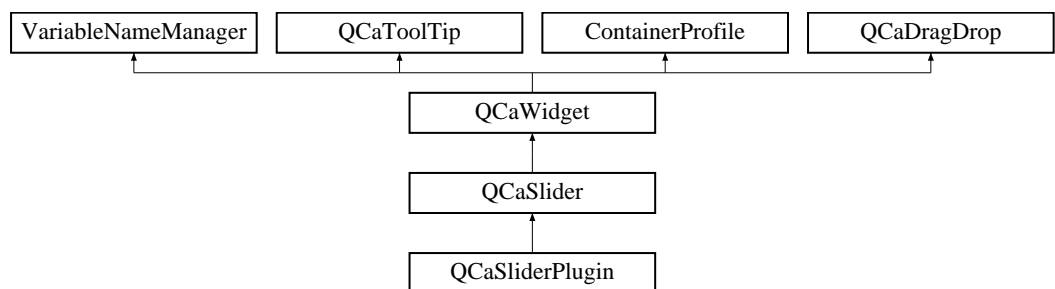 VariableNameManager QCaToolTip ContainerProfile QCaDragDrop
QCaWidget
QCaSlider
QCaSliderPlugin